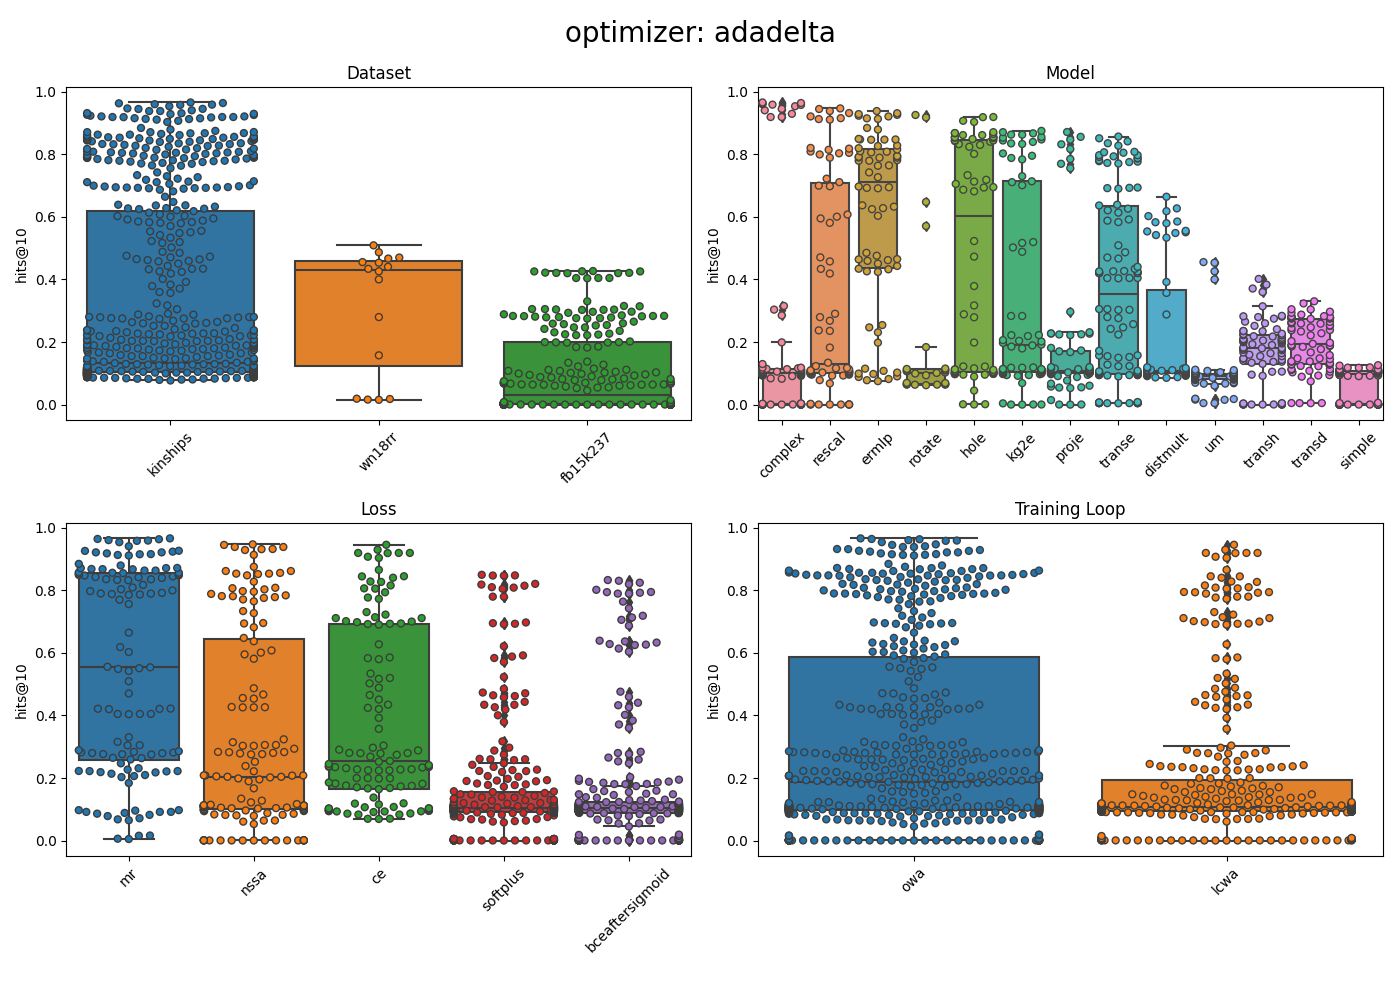 optimizer: adadelta
Dataset
hits@10
1.0
0.8
0.6
0.4
0.2
0.0
kinships
wn18rr
fb15k237
Model
hits@10
1.0
0.8
0.6
0.4
0.2
0.0
complex
rescal
ermlp
rotate
hole
kg2e
proje
transe
distmult
um
transh
transd
simple
Loss
hits@10
1.0
0.8
0.6
0.4
0.2
0.0
mr
nssa
ce
softplus
bceaftersigmoid
Training Loop
hits@10
1.0
0.8
0.6
0.4
0.2
0.0
owa
lcwa